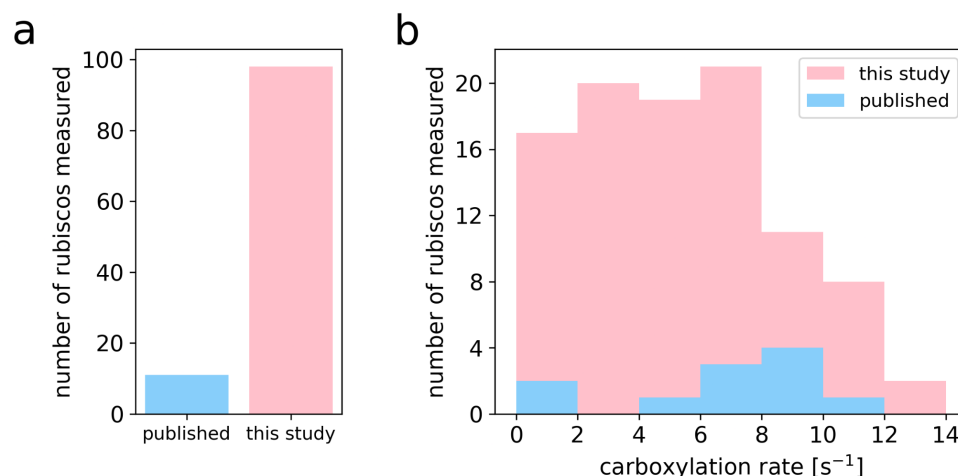 a
number of rubiscos measured
100
80
60
40
20
0
published
this study
b
number of rubiscos measured
20
16
12
8
4
0
this study
published
0 2 4 6 8 10 12 14
carboxylation rate [s⁻¹]